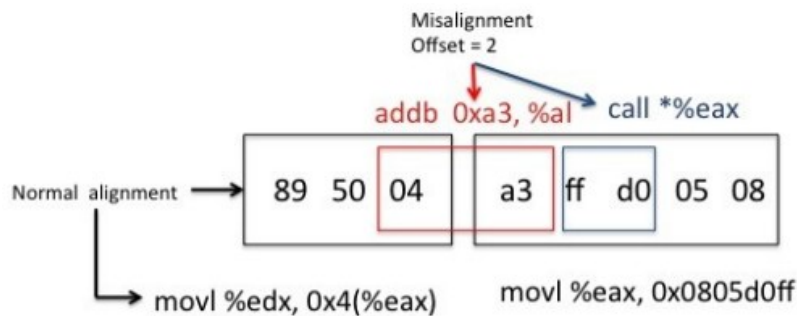 Misalignment
Offset = 2
addb 0xa3, %al call *%eax
Normal alignment 89 50 04 a3 ff d0 05 08
movl %edx, 0x4(%eax) movl %eax, 0x0805d0ff